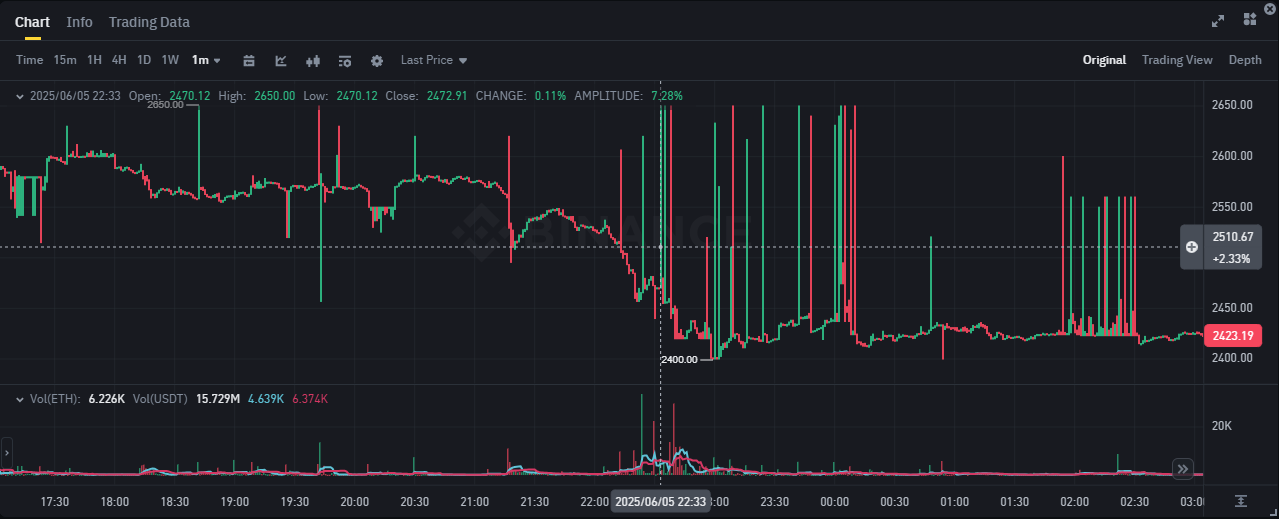 Chart Info Trading Data
Time 15m 1H 4H 1D 1W 1m Last Price Original Trading View Depth
2025/06/05 22:33 Open: 2470.12 High: 2650.00 Low: 2470.12 Close: 2472.91 CHANGE: 0.11% AMPLITUDE: 7.28%
2650.00
2650.00
2600.00
2550.00
BINANCE
2510.67
+2.33%
2450.00
2423.19
2400.00
2400.00
Vol(ETH): 6.226K Vol(USDT) 15.729M 4.639K 6.374K
20K
17:30 18:00 18:30 19:00 19:30 20:00 20:30 21:00 21:30 22:00 2025/06/05 22:33 :00 23:30 00:00 00:30 01:00 01:30 02:00 02:30 03:0